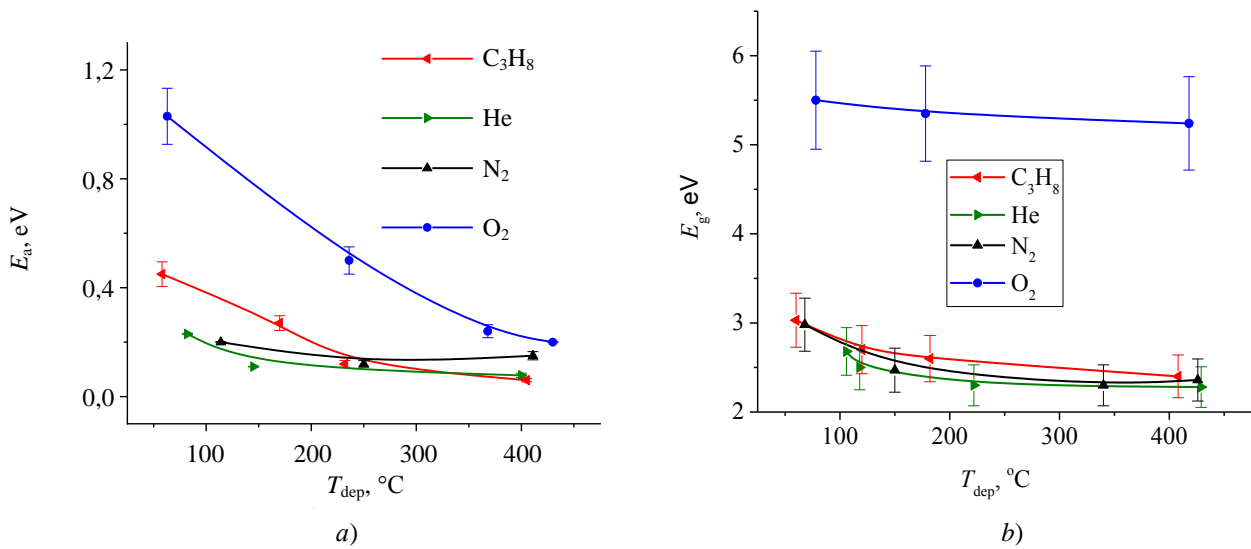 1,2
0,8
0,4
0,0
E_a, eV
100
200
300
400
T_dep, °C
C₃H₈
He
N₂
O₂
a)
6
5
4
3
2
E_g, eV
100
200
300
400
T_dep, °C
C₃H₈
He
N₂
O₂
b)